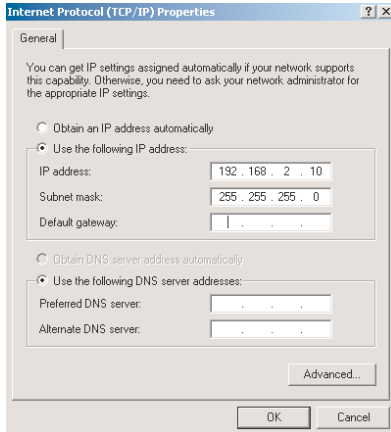 Internet Protocol (TCP/IP) Properties ? ×
General
You can get IP settings assigned automatically if your network supports
this capability. Otherwise, you need to ask your network administrator for
the appropriate IP settings.
Obtain an IP address automatically
Use the following IP address:
IP address: 192 . 168 . 2 . 10
Subnet mask: 255 . 255 . 255 . 0
Default gateway: . . .
Obtain DNS server address automatically
Use the following DNS server addresses:
Preferred DNS server: . . .
Alternate DNS server: . . .
Advanced...
OK Cancel